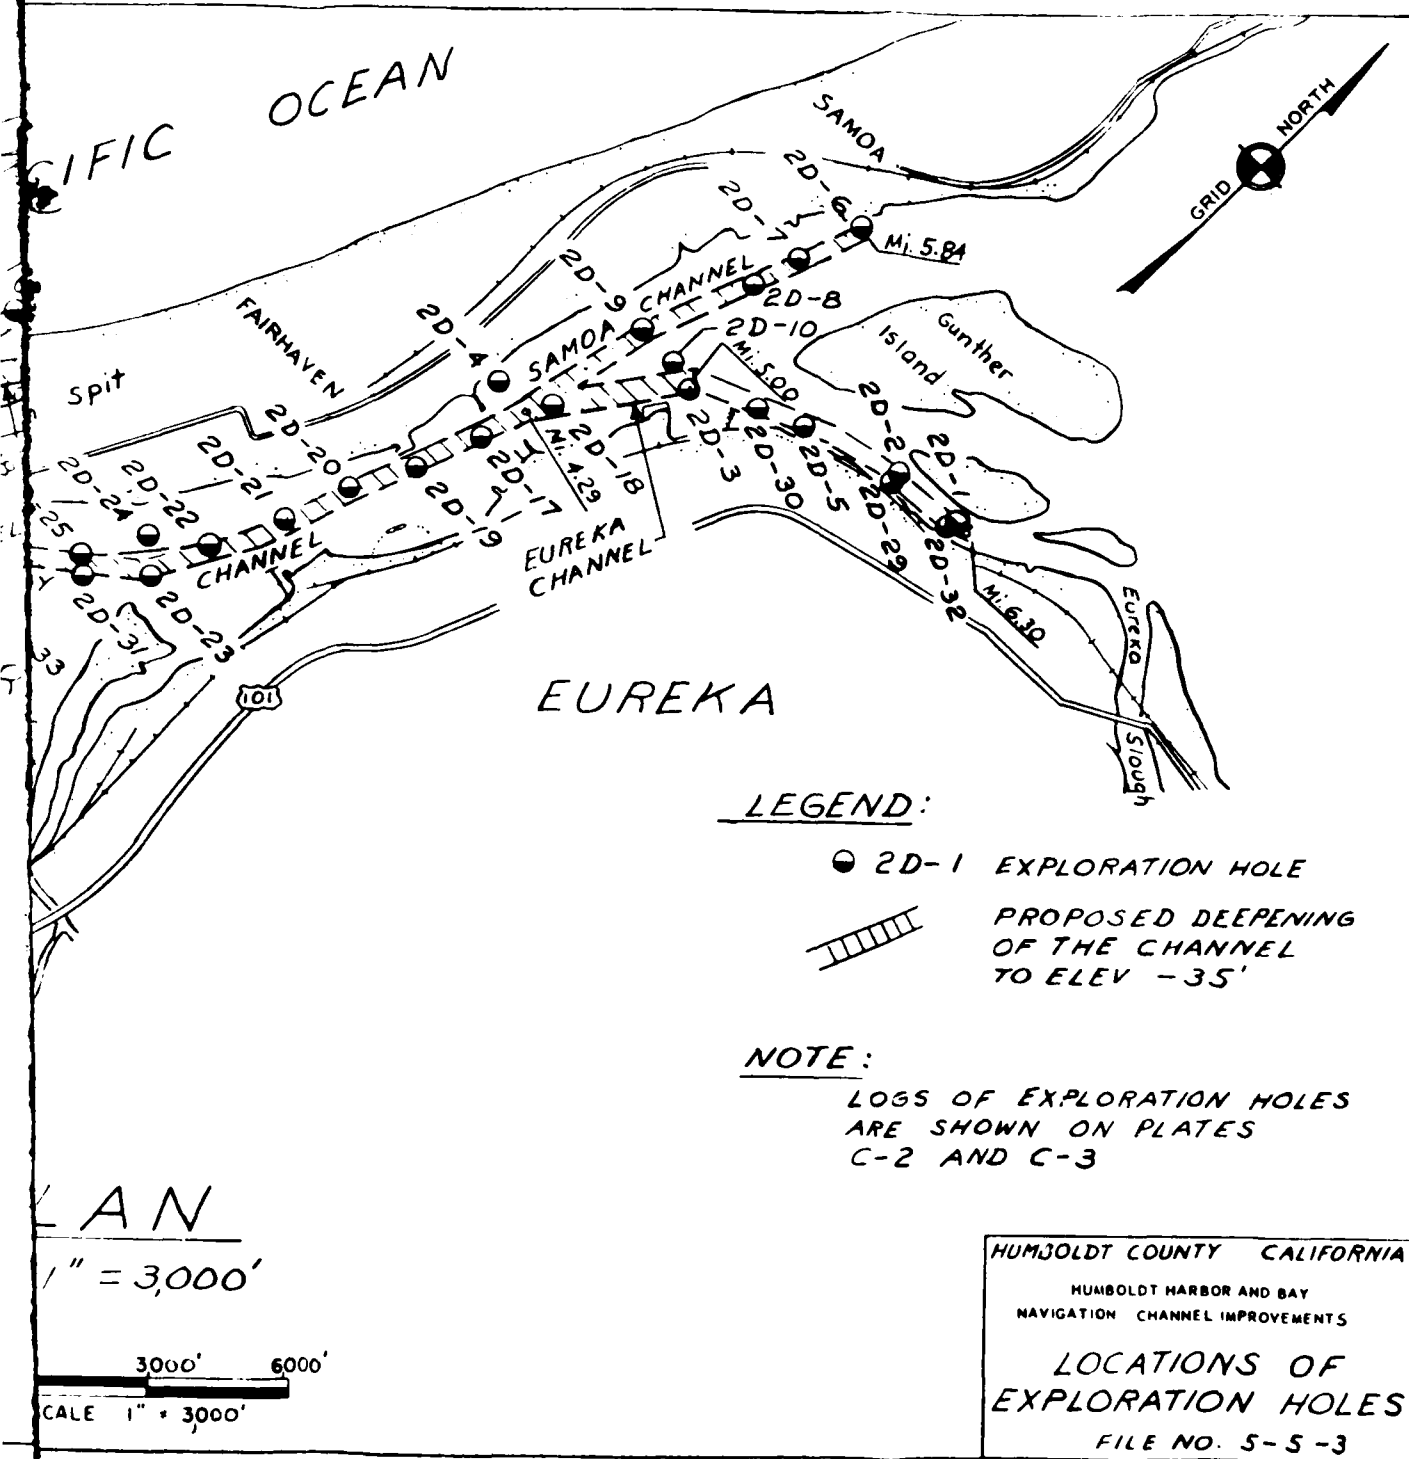 OCEAN
CIFIC
SAMOA
GRID NORTH
2D-6
2D-7
Mi. 5.84
2D-8
2D-9
SAMOA CHANNEL
2D-10
2D-4
FAIRHAVEN
Spit
Gunther
Island
Mi. 5.00
2D-2
2D-1
2D-20
2D-21
2D-22
2D-24
-25
2D-3
2D-30
2D-5
2D-18
Mi. 4.29
2D-17
2D-19
2D-29
2D-32
EUREKA
CHANNEL
CHANNEL
2D-31
2D-23
33
Mi. 6.30
Eureka
Slough
101
EUREKA
LEGEND:
2D-1 EXPLORATION HOLE
PROPOSED DEEPENING
OF THE CHANNEL
TO ELEV -35'
NOTE:
LOGS OF EXPLORATION HOLES
ARE SHOWN ON PLATES
C-2 AND C-3
LAN
1" = 3,000'
3000' 6000'
CALE 1" = 3,000'
HUMBOLDT COUNTY CALIFORNIA
HUMBOLDT HARBOR AND BAY
NAVIGATION CHANNEL IMPROVEMENTS
LOCATIONS OF
EXPLORATION HOLES
FILE NO. 5-5-3